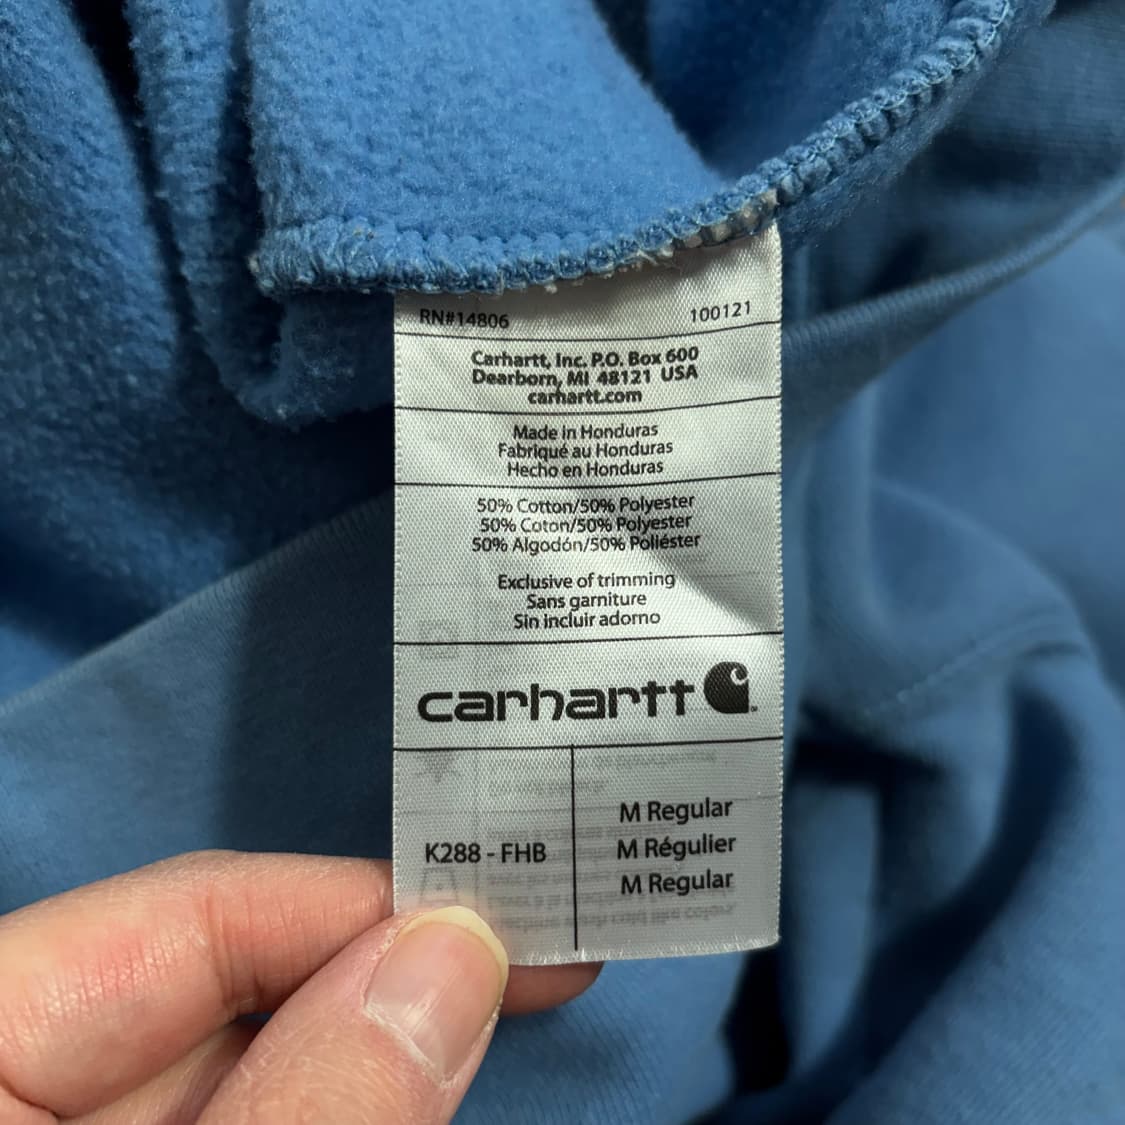 RN#14806 100121
Carhartt, Inc. P.O. Box 600
Dearborn, MI 48121 USA
carhartt.com
Made in Honduras
Fabriqué au Honduras
Hecho en Honduras
50% Cotton/50% Polyester
50% Coton/50% Polyester
50% Algodón/50% Poliéster
Exclusive of trimming
Sans garniture
Sin incluir adorno
carhartt
K288 - FHB
M Regular
M Régulier
M Regular